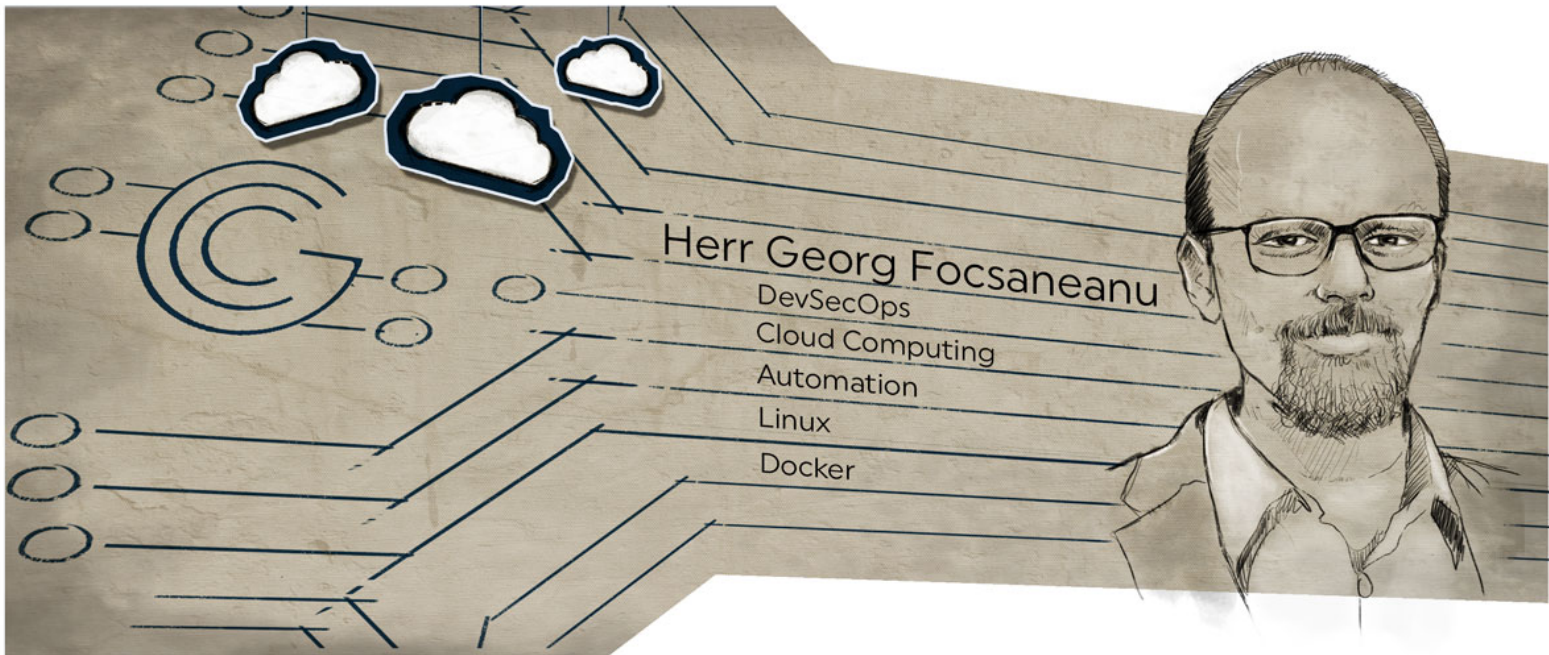 Herr Georg Focsaneanu
DevSecOps
Cloud Computing
Automation
Linux
Docker